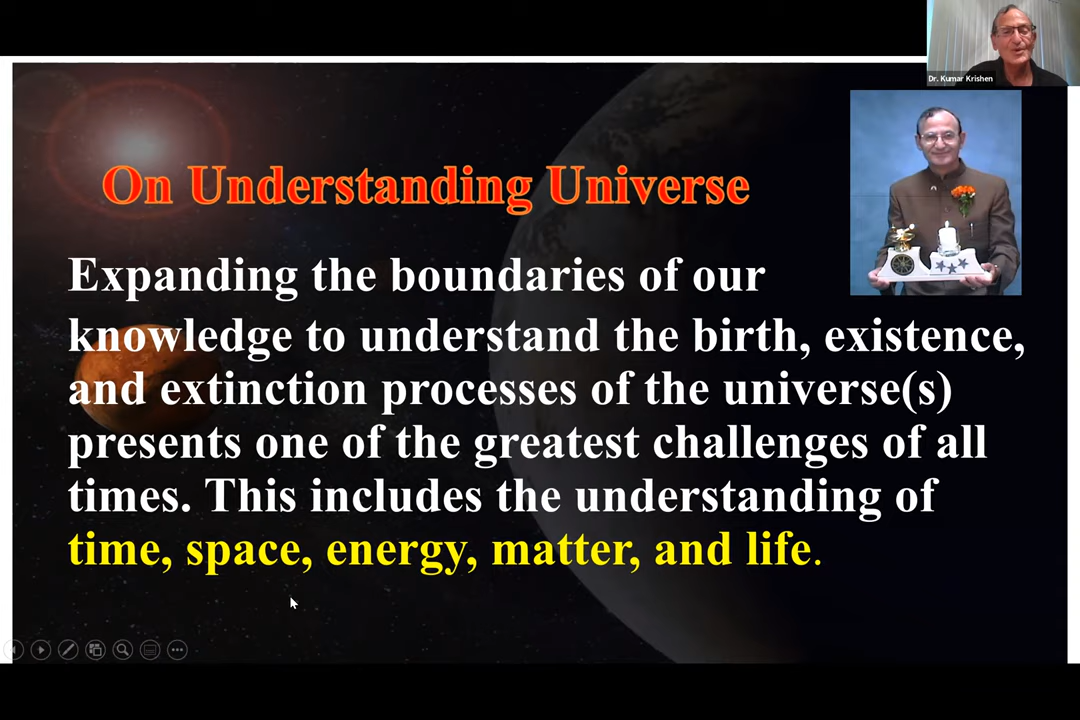 Dr. Kumar Krishen
On Understanding Universe
Expanding the boundaries of our
knowledge to understand the birth, existence,
and extinction processes of the universe(s)
presents one of the greatest challenges of all
times. This includes the understanding of
time, space, energy, matter, and life.